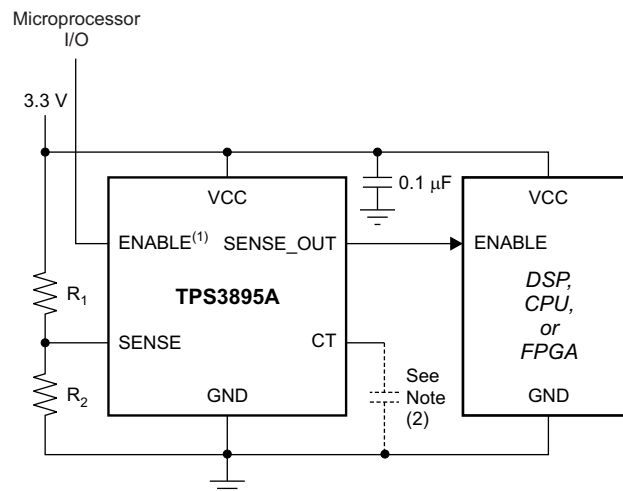 Microprocessor
I/O
3.3 V
0.1 μF
VCC
VCC
ENABLE(1)
SENSE_OUT
ENABLE
TPS3895A
DSP,
CPU,
or
FPGA
R1
SENSE
CT
See
Note
(2)
R2
GND
GND